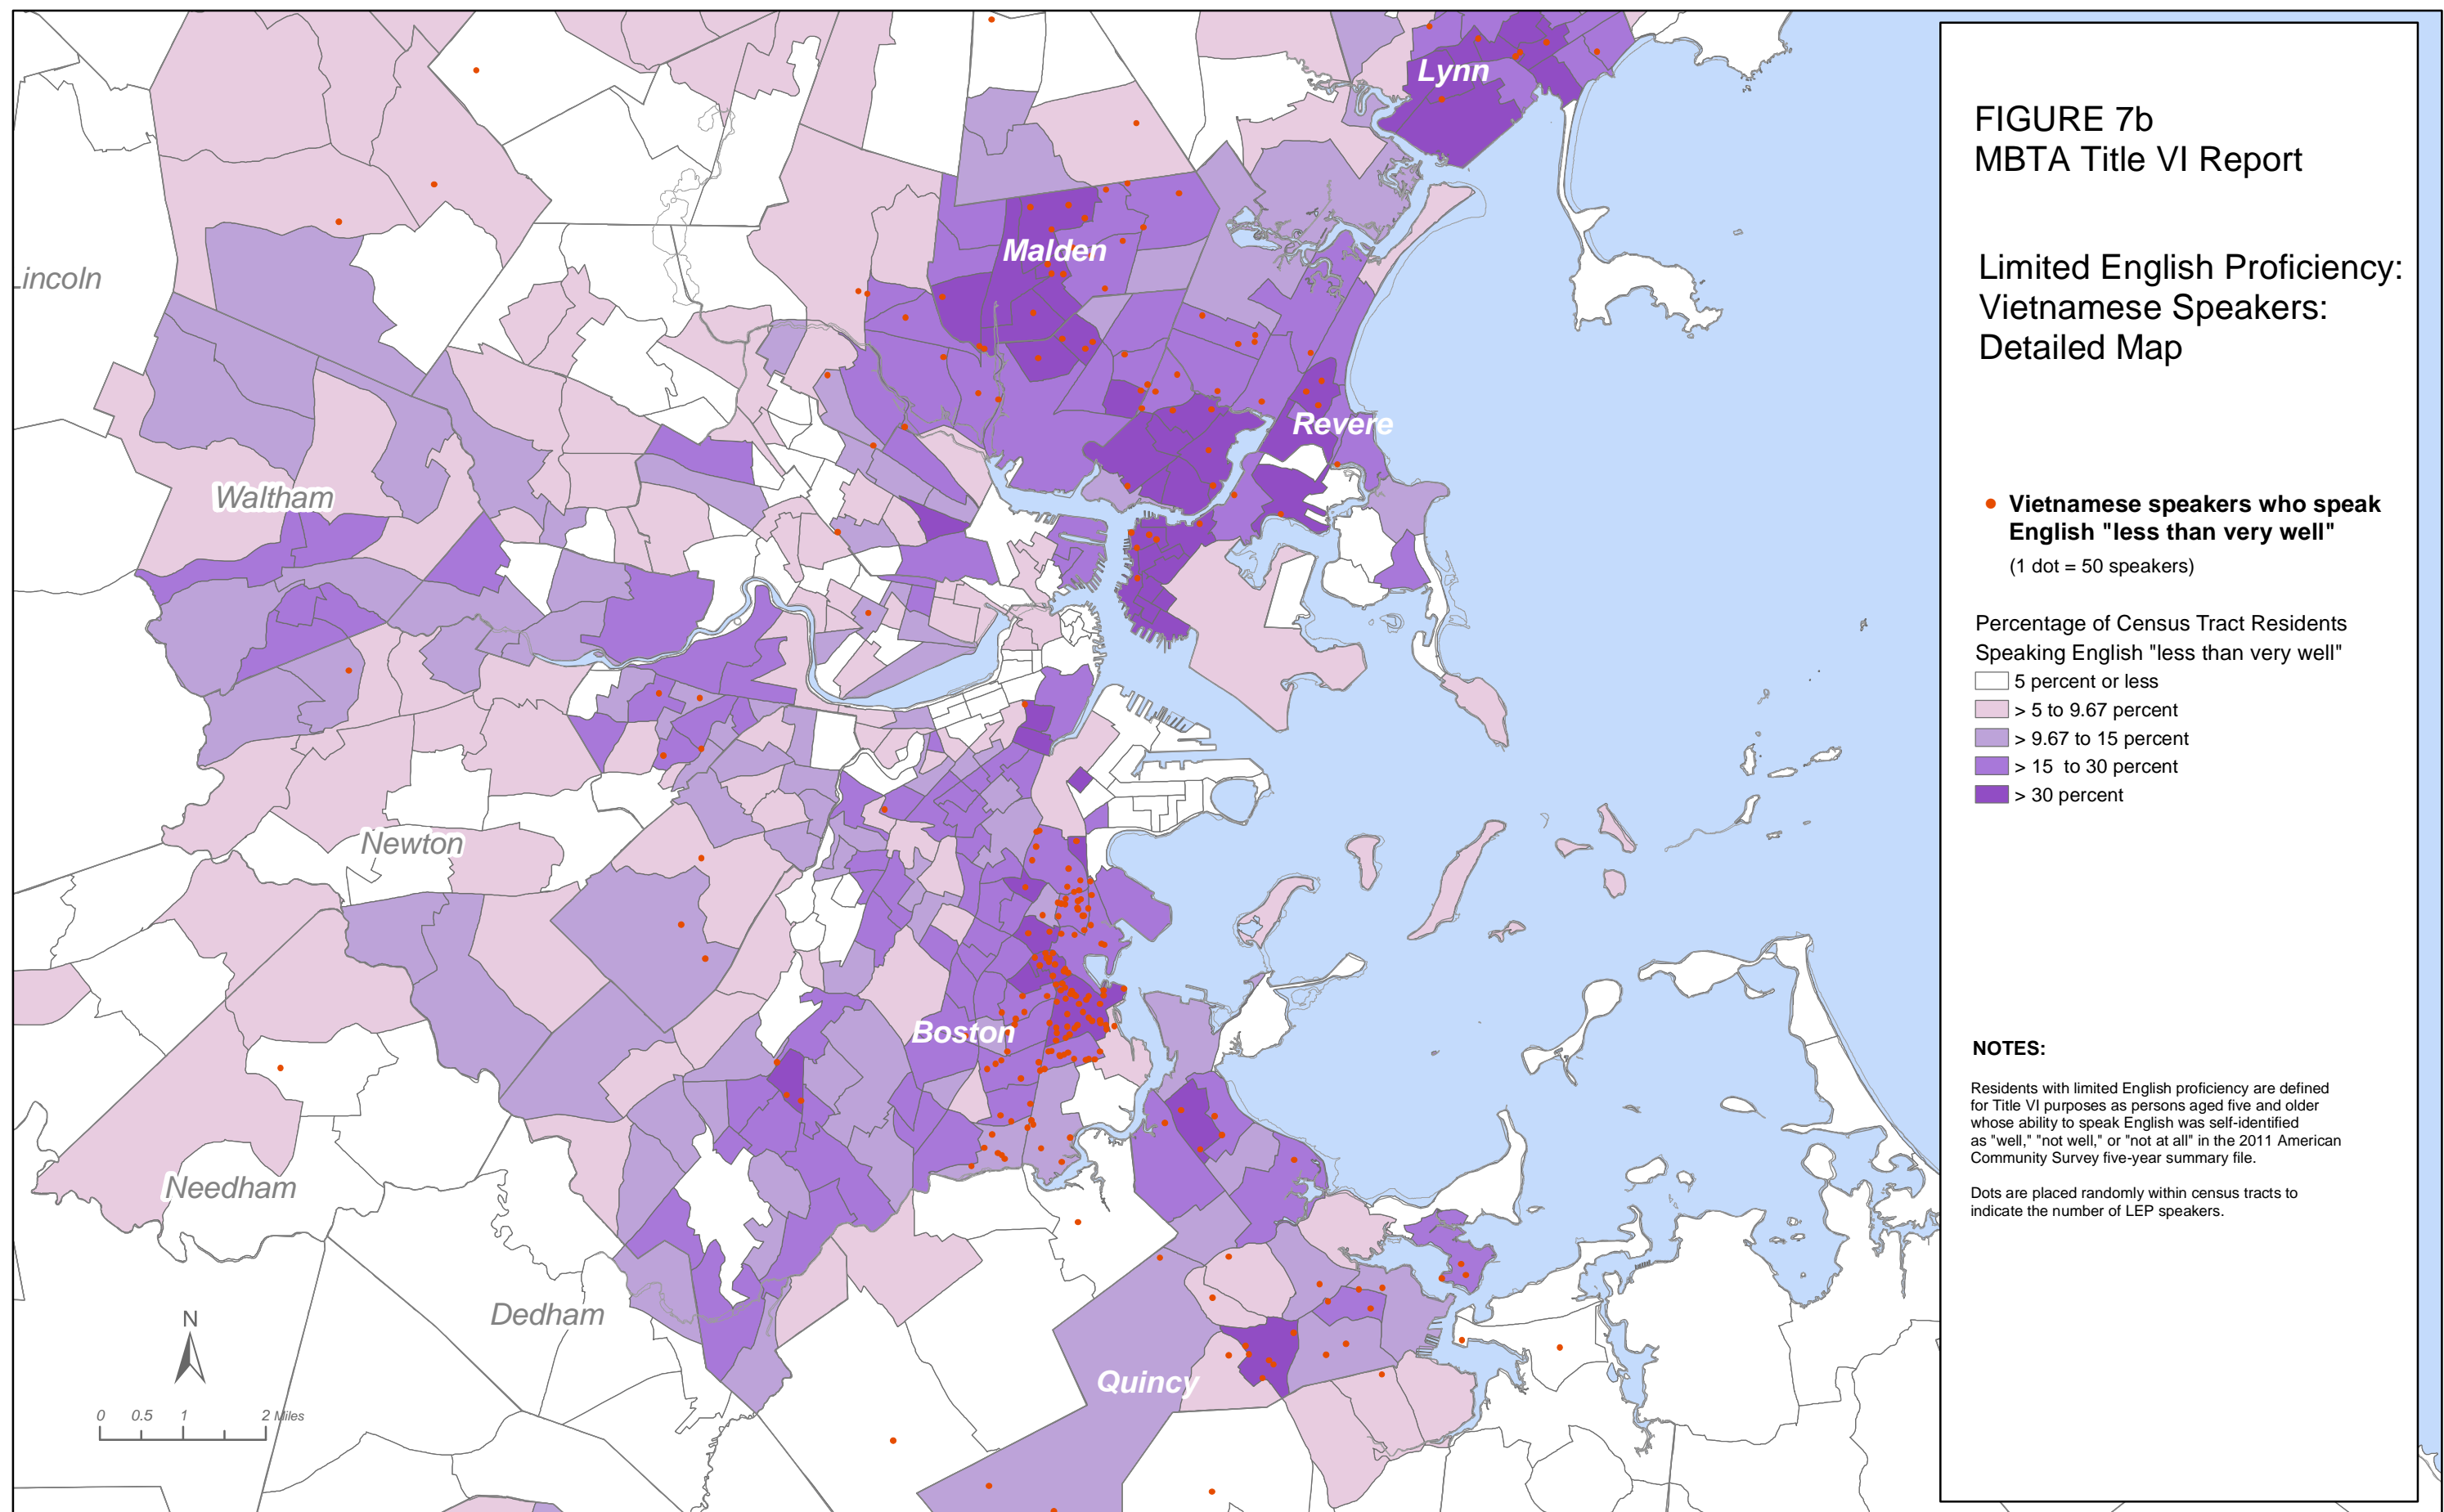 FIGURE 7b
MBTA Title VI Report
Limited English Proficiency:
Vietnamese Speakers:
Detailed Map
Vietnamese speakers who speak
English "less than very well"
(1 dot = 50 speakers)
Percentage of Census Tract Residents
Speaking English "less than very well"
5 percent or less
> 5 to 9.67 percent
> 9.67 to 15 percent
> 15 to 30 percent
> 30 percent
NOTES:
Residents with limited English proficiency are defined
for Title VI purposes as persons aged five and older
whose ability to speak English was self-identified
as "well," "not well," or "not at all" in the 2011 American
Community Survey five-year summary file.
Dots are placed randomly within census tracts to
indicate the number of LEP speakers.
Lynn
Malden
Lincoln
Revere
Waltham
Newton
Boston
Needham
Dedham
Quincy
N
0 0.5 1 2 Miles